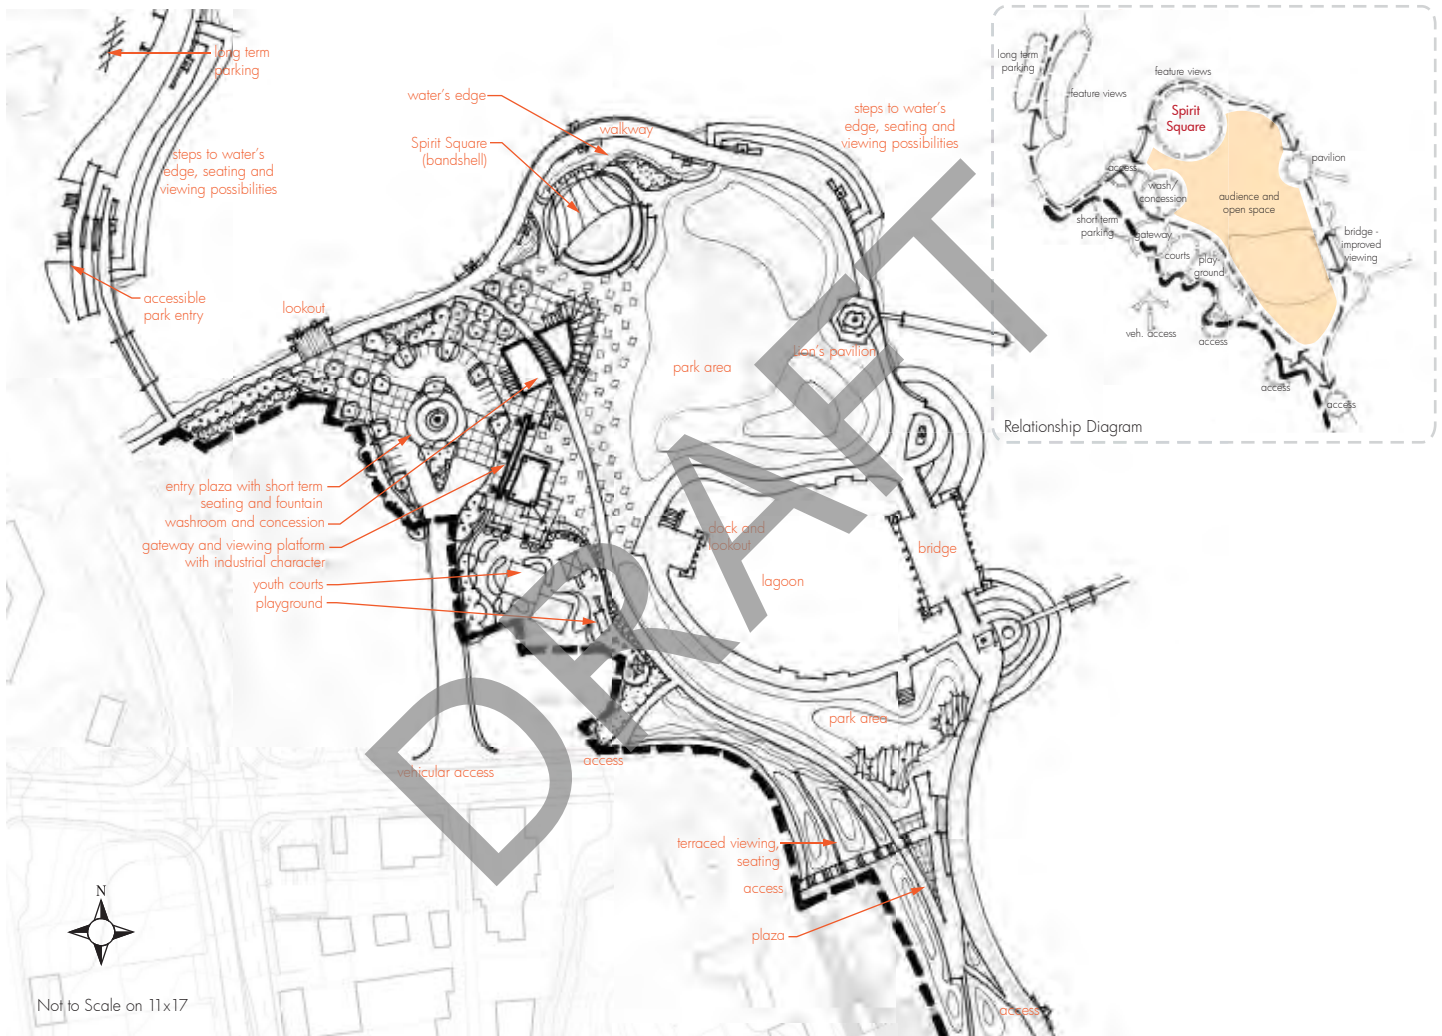 long term
parking
water's edge
walkway
steps to water's
edge, seating and
viewing possibilities
Spirit Square
(bandshell)
steps to water's
edge, seating and
viewing possibilities
accessible
park entry
lookout
lion's pavilion
park area
entry plaza with short term
seating and fountain
washroom and concession
gateway and viewing platform
with industrial character
youth courts
playground
dock and
lookout
lagoon
bridge
park area
vehicular access
access
terraced viewing,
seating
access
plaza
access
DRAFT
N
Not to Scale on 11x17
long term
parking
feature views
feature views
Spirit
Square
access
wash/
concession
pavilion
audience and
open space
short term
parking
gateway
courts
play-
ground
bridge -
improved
viewing
veh. access
access
access
access
Relationship Diagram